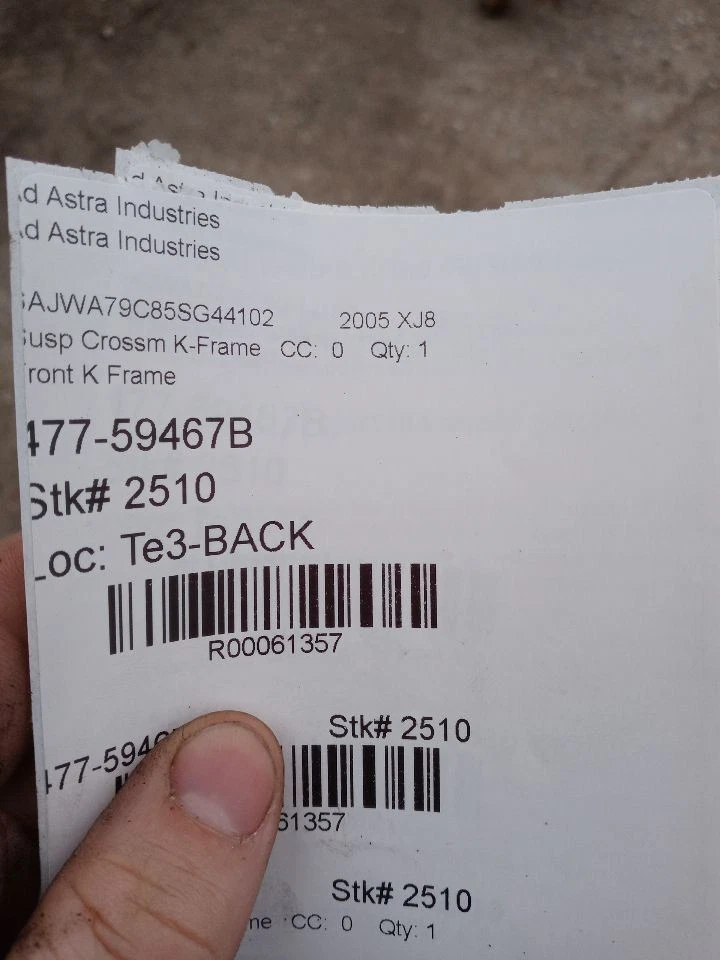 d Astra Industries
d Astra Industries
AJWA79C85SG44102 2005 XJ8
usp Crossm K-Frame CC: 0 Qty: 1
ront K Frame
477-59467B
Stk# 2510
Loc: Te3-BACK
R00061357
Stk# 2510
477-5946
61357
Stk# 2510
me CC: 0 Qty: 1